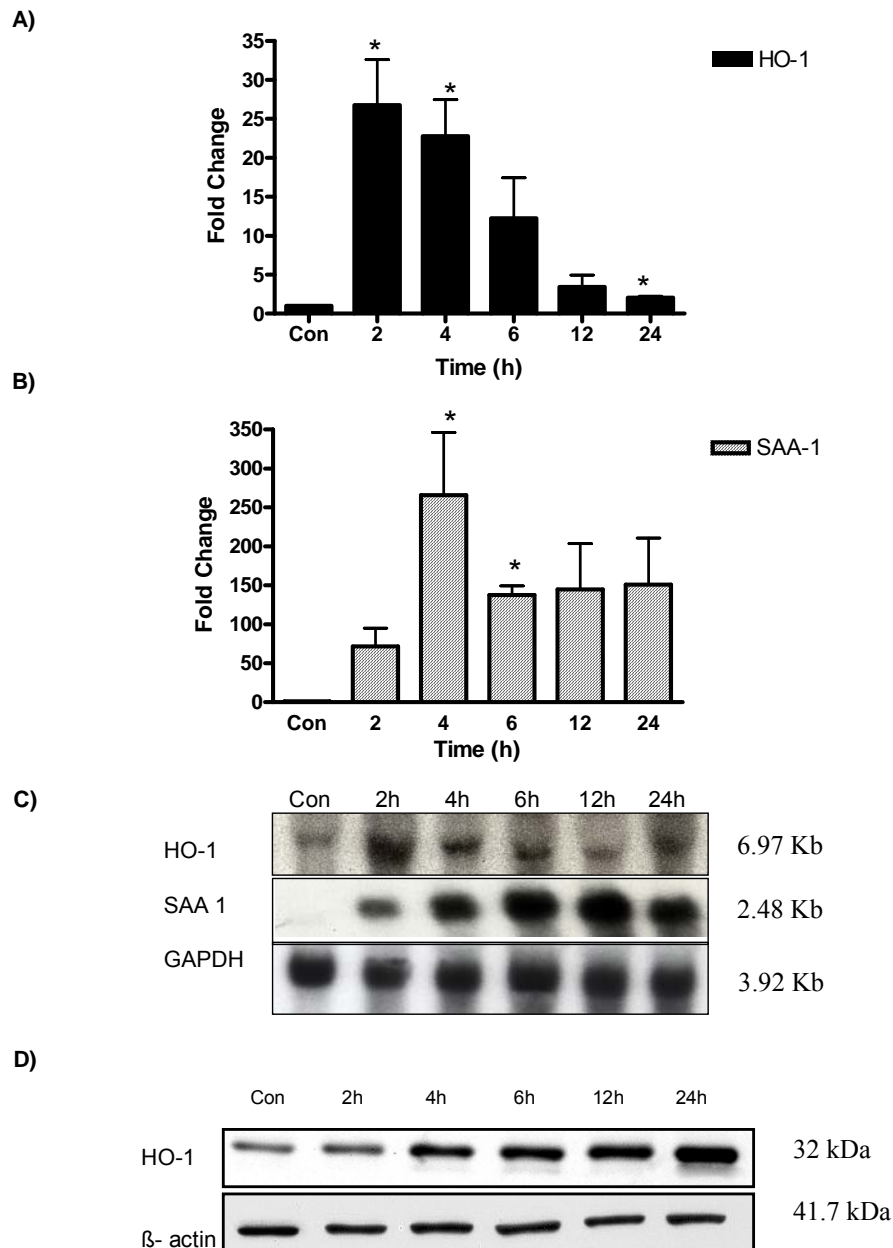 A)
35
30
25
20
15
10
5
0
Fold Change
* * *
HO-1
Con 2 4 6 12 24
Time (h)
B)
350
300
250
200
150
100
50
0
Fold Change
* *
SAA-1
Con 2 4 6 12 24
Time (h)
C)
Con 2h 4h 6h 12h 24h
HO-1 6.97 Kb
SAA 1 2.48 Kb
GAPDH 3.92 Kb
D)
Con 2h 4h 6h 12h 24h
HO-1 32 kDa
ß- actin 41.7 kDa